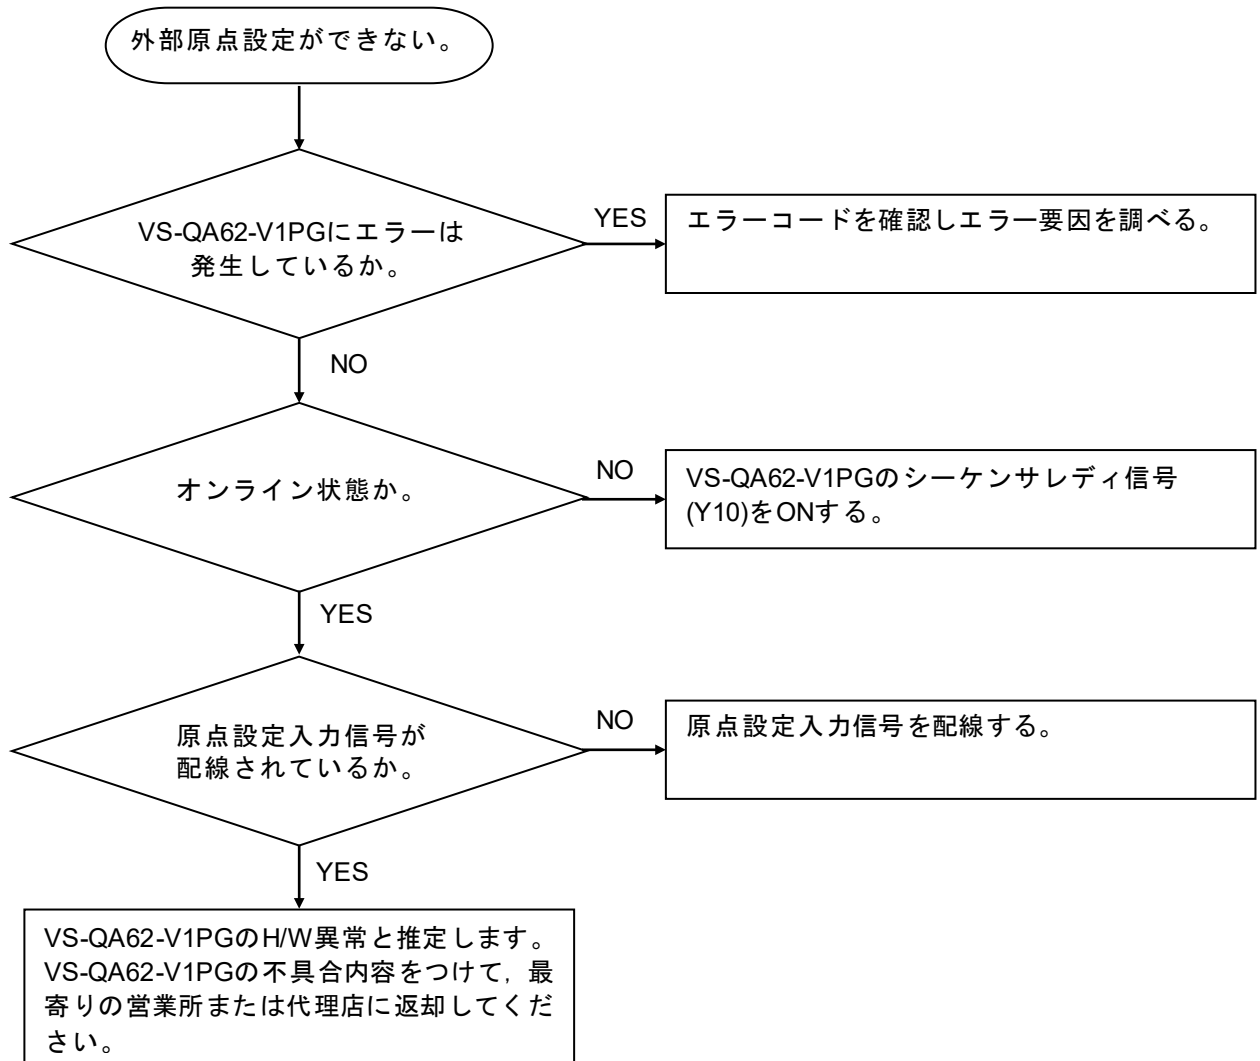 外部原点設定ができない。
VS-QA62-V1PGにエラーは
発生しているか。
YES
エラーコードを確認しエラー要因を調べる。
NO
オンライン状態か。
NO
VS-QA62-V1PGのシーケンサレディ信号
(Y10)をONする。
YES
原点設定入力信号が
配線されているか。
NO
原点設定入力信号を配線する。
YES
VS-QA62-V1PGのH/W異常と推定します。
VS-QA62-V1PGの不具合内容をつけて,最
寄りの営業所または代理店に返却してくだ
さい。